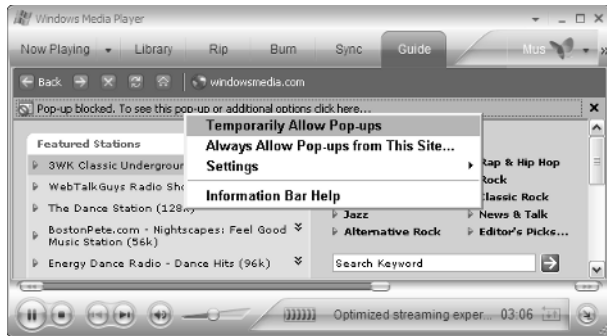 Windows Media Player
Now Playing Library Rip Burn Sync Guide Mus
Back windowsmedia.com
Pop-up blocked. To see this pop-up or additional options click here...
Temporarily Allow Pop-ups
Always Allow Pop-ups from This Site...
Settings
Information Bar Help
Featured Stations
3WK Classic Undergrour
WebTalkGuys Radio Sho
The Dance Station (128k)
BostonPete.com - Nightscapes: Feel Good
Music Station (56k)
Energy Dance Radio - Dance Hits (96k)
Jazz
Alternative Rock
Rap & Hip Hop
Rock
Classic Rock
News & Talk
Editor's Picks...
Search Keyword
Optimized streaming exper... 03:06